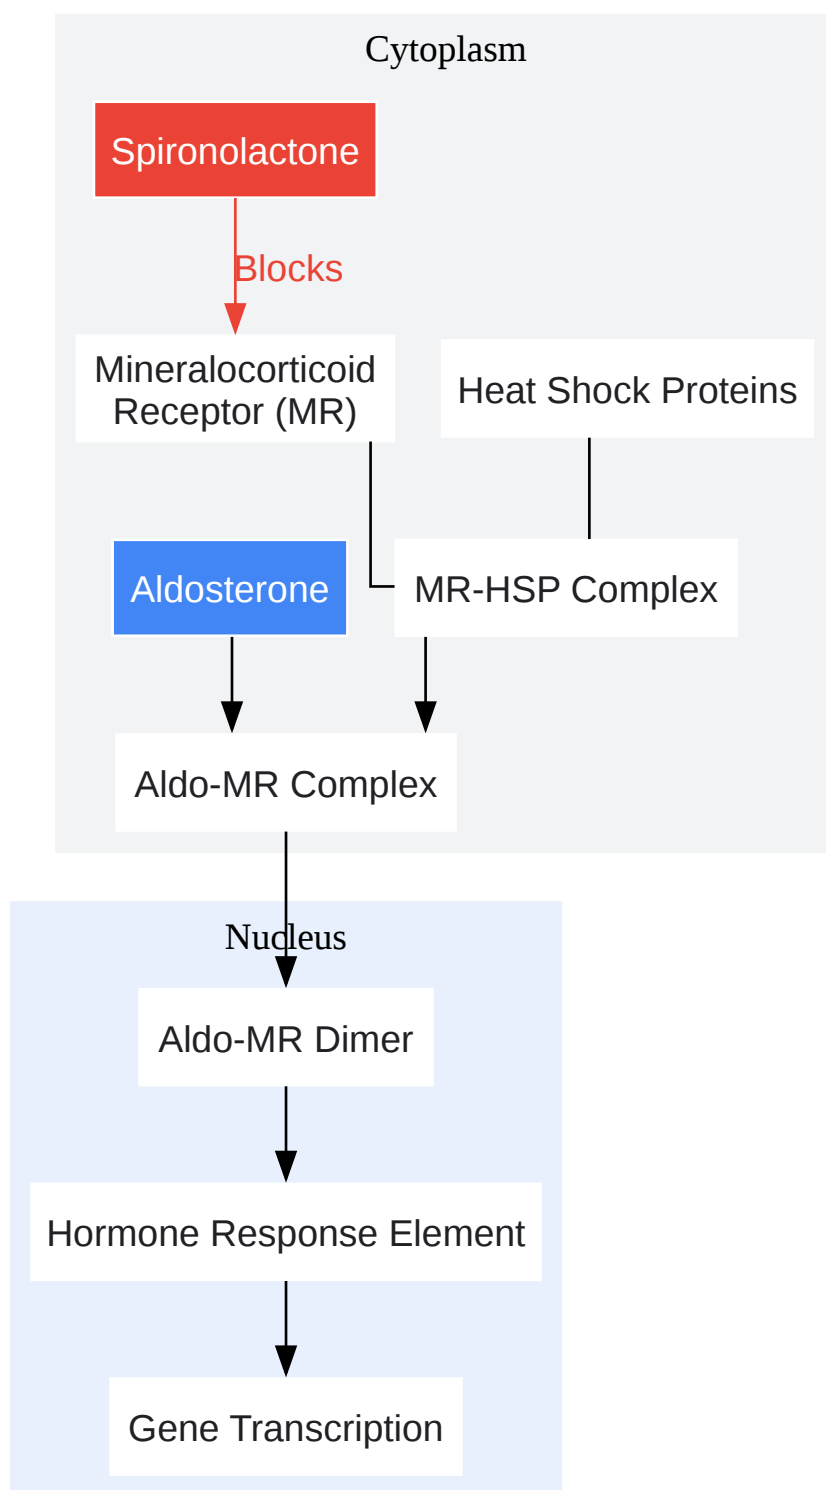 Cytoplasm
Spironolactone
Blocks
Mineralocorticoid
Receptor (MR)
Heat Shock Proteins
Aldosterone
MR-HSP Complex
Aldo-MR Complex
Nucleus
Aldo-MR Dimer
Hormone Response Element
Gene Transcription